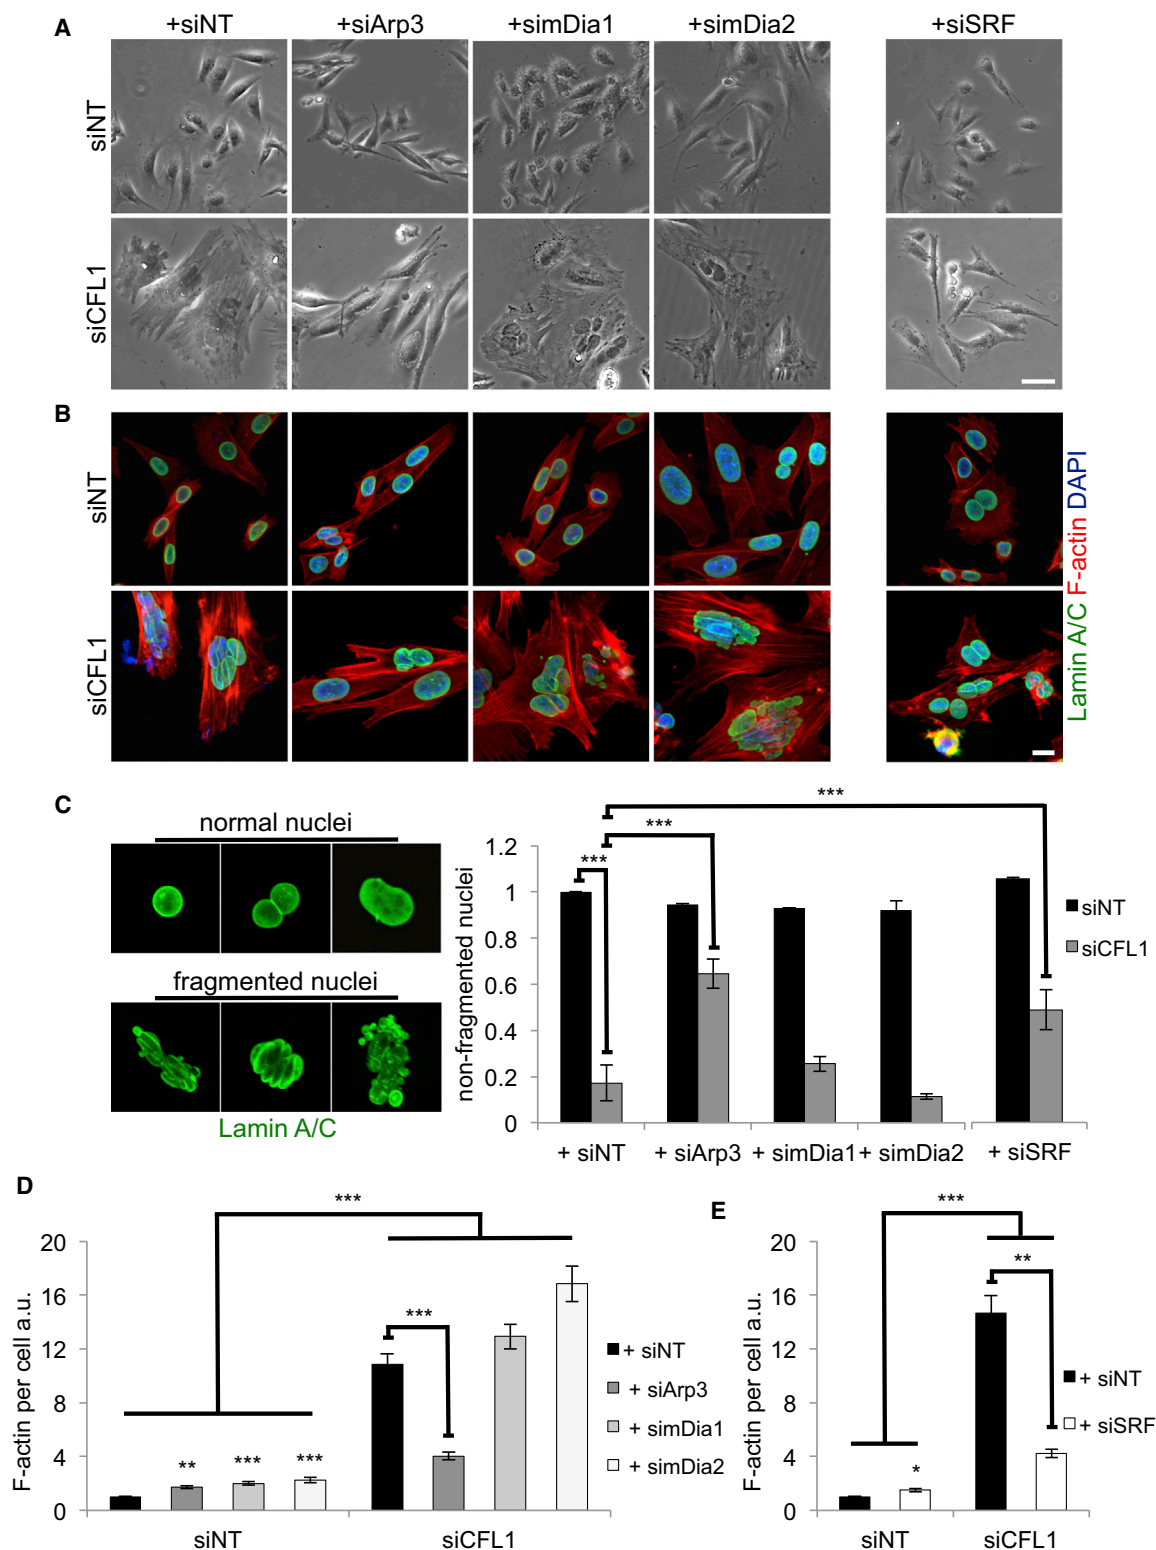 A
+siNT
+siArp3
+simDia1
+simDia2
+siSRF
siNT
siCFL1
B
siNT
siCFL1
Lamin A/C F-actin DAPI
C
normal nuclei
fragmented nuclei
Lamin A/C
non-fragmented nuclei
1.2
1
0.8
0.6
0.4
0.2
0
***
***
***
siNT
siCFL1
+ siNT
+ siArp3
+ simDia1
+ simDia2
+ siSRF
D
F-actin per cell a.u.
20
16
12
8
4
0
***
***
**
***
***
+ siNT
+ siArp3
+ simDia1
+ simDia2
siNT
siCFL1
E
F-actin per cell a.u.
20
16
12
8
4
0
***
**
*
+ siNT
+ siSRF
siNT
siCFL1